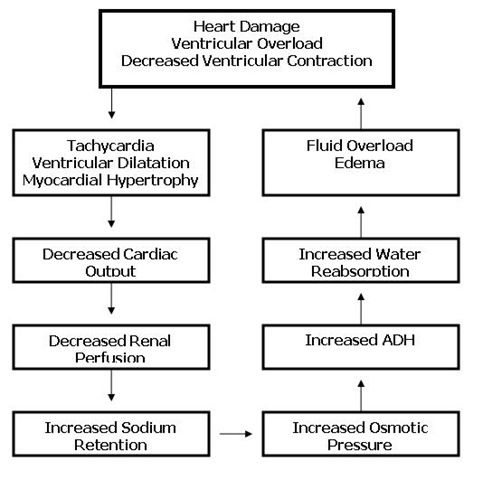 Heart Damage
Ventricular Overload
Decreased Ventricular Contraction
Tachycardia
Ventricular Dilatation
Myocardial Hypertrophy
Decreased Cardiac
Output
Decreased Renal
Perfusion
Increased Sodium
Retention
Increased Osmotic
Pressure
Increased ADH
Increased Water
Reabsorption
Fluid Overload
Edema